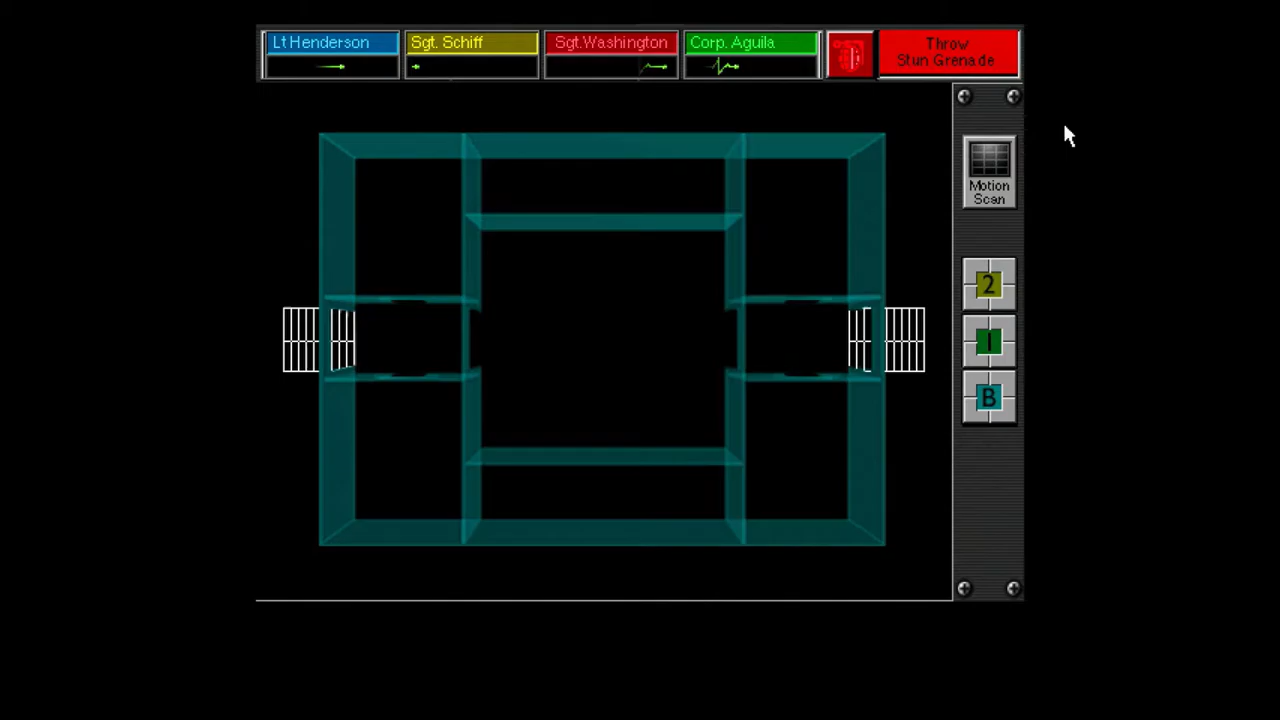 Lt Henderson
Sgt. Schiff
Sgt.Washington
Corp. Aguila
Throw
Stun Grenade
Motion
Scan
2
1
B